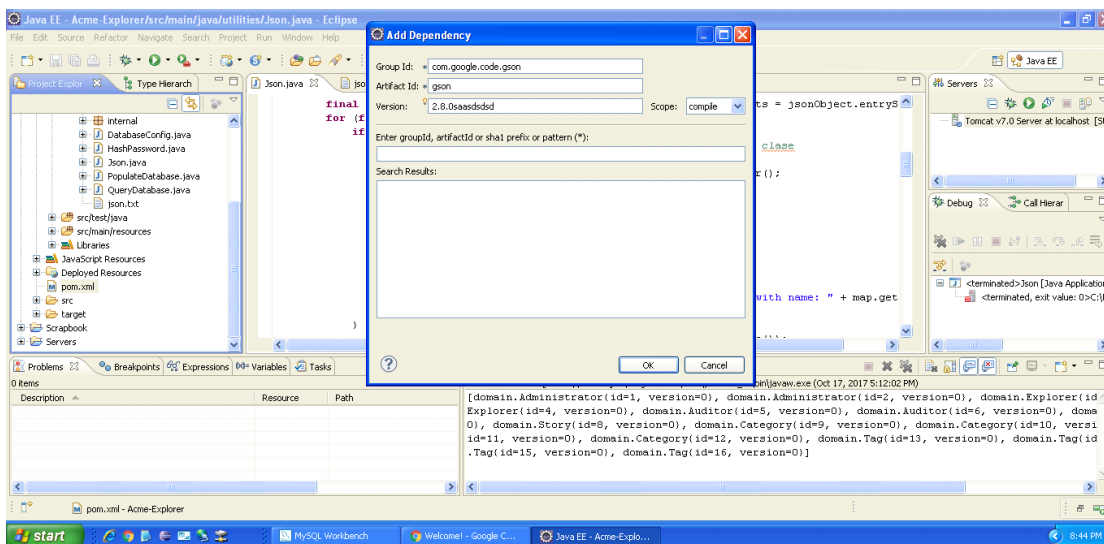 Java EE - Acme-Explorer/src/main/java/utilities/Json.java - Eclipse
File Edit Source Refactor Navigate Search Project Run Window Help
Java EE
Project Explor
Type Hierarch
internal
DatabaseConfig.java
HashPassword.java
Json.java
PopulateDatabase.java
QueryDatabase.java
json.txt
src/test/java
src/main/resources
Libraries
JavaScript Resources
Deployed Resources
pom.xml
src
target
Scrapbook
Servers
Json.java
jso
final
for (f
if
}
Add Dependency
Group Id: * com.google.code.gson
Artifact Id: * gson
Version: 2.8.0saasdsdsd Scope: compile
Enter groupId, artifactId or sha1 prefix or pattern (*):
Search Results:
OK Cancel
ts = jsonObject.entryS
clase
r();
with name: " + map.get
Servers
Tomcat v7.0 Server at localhost [St
Debug
Call Hierar
<terminated>Json [Java Application
<terminated, exit value: 0>C:\
Problems
Breakpoints
Expressions
Variables
Tasks
0 items
Description Resource Path
bin\javaw.exe (Oct 17, 2017 5:12:02 PM)
[domain.Administrator{id=1, version=0}, domain.Administrator{id=2, version=0}, domain.Explorer{id
Explorer{id=4, version=0}, domain.Auditor{id=5, version=0}, domain.Auditor{id=6, version=0}, doma
0}, domain.Story{id=8, version=0}, domain.Category{id=9, version=0}, domain.Category{id=10, versi
id=11, version=0}, domain.Category{id=12, version=0}, domain.Tag{id=13, version=0}, domain.Tag{id
.Tag{id=15, version=0}, domain.Tag{id=16, version=0}]
pom.xml - Acme-Explorer
start
MySQL Workbench
Welcome! - Google C...
Java EE - Acme-Explo...
8:44 PM